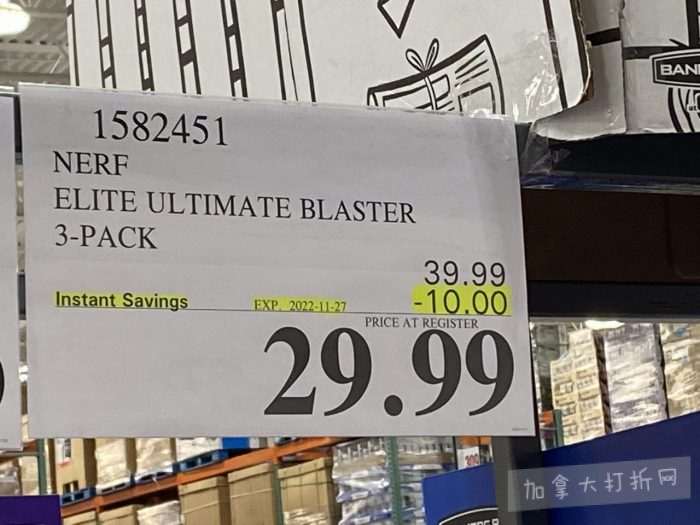 1582451
NERF
ELITE ULTIMATE BLASTER
3-PACK
39.99
Instant Savings EXP. 2022-11-27 -10.00
PRICE AT REGISTER
29.99
BAN
加拿大打折网